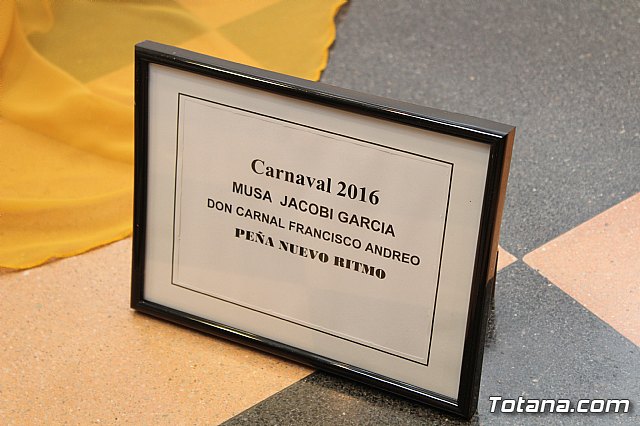 Carnaval 2016
MUSA JACOBI GARCIA
DON CARNAL FRANCISCO ANDREO
PEÑA NUEVO RITMO
Totana.com